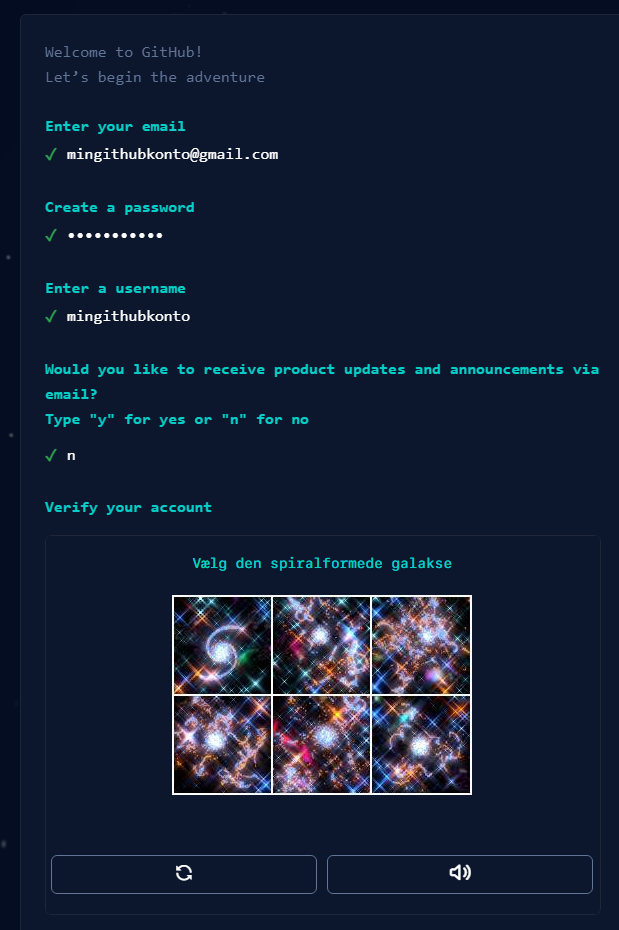 Welcome to GitHub!
Let’s begin the adventure
Enter your email
✓ mingithubkonto@gmail.com
Create a password
✓ •••••••••••
Enter a username
✓ mingithubkonto
Would you like to receive product updates and announcements via
email?
Type "y" for yes or "n" for no
✓ n
Verify your account
Vælg den spiralformede galakse